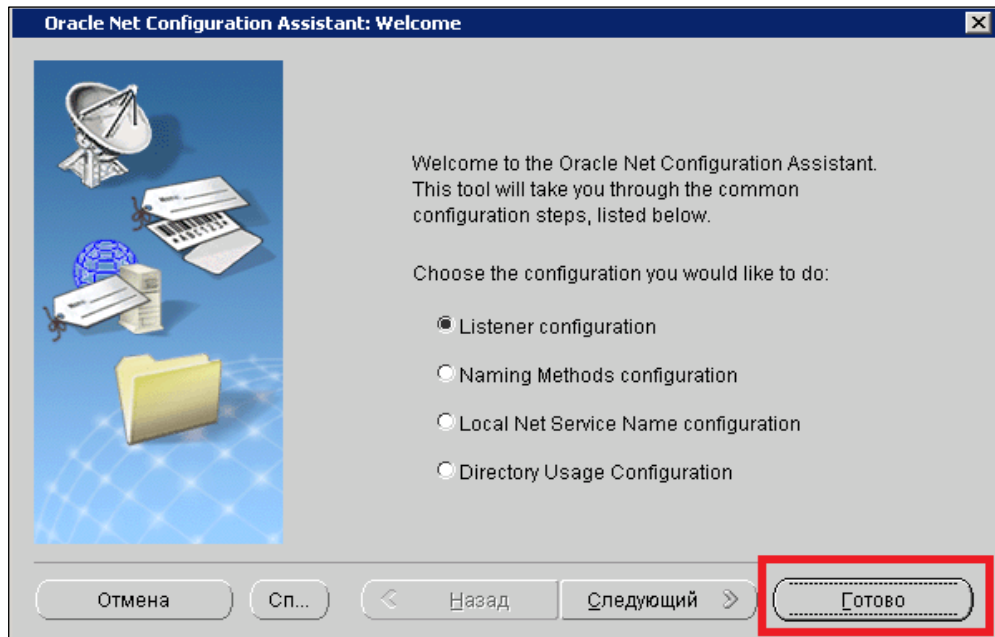 Oracle Net Configuration Assistant: Welcome
Welcome to the Oracle Net Configuration Assistant.
This tool will take you through the common
configuration steps, listed below.
Choose the configuration you would like to do:
Listener configuration
Naming Methods configuration
Local Net Service Name configuration
Directory Usage Configuration
Отмена
Сп...
Назад
Следующий
Готово